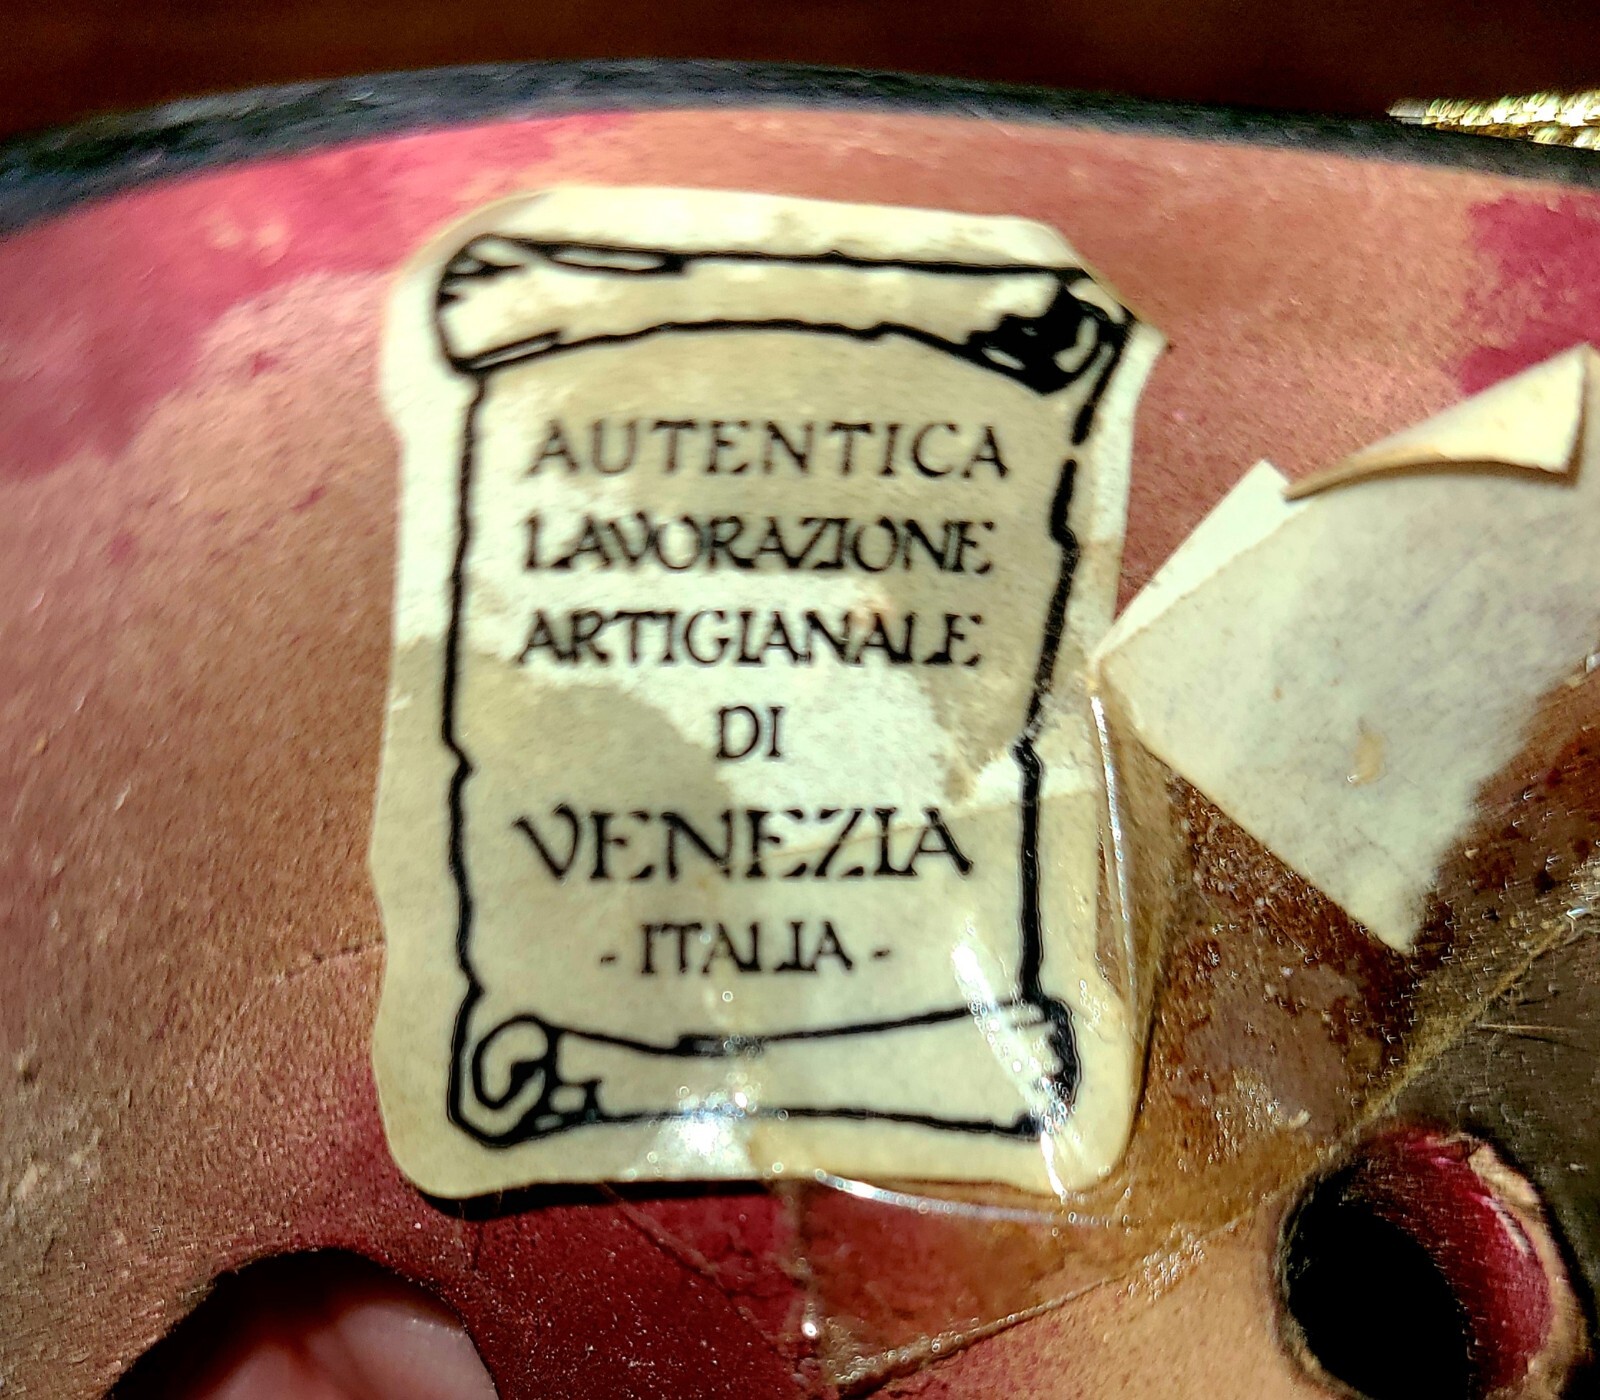 AUTENTICA
LAVORAZIONE
ARTIGIANALE
DI
VENEZIA
- ITALIA -